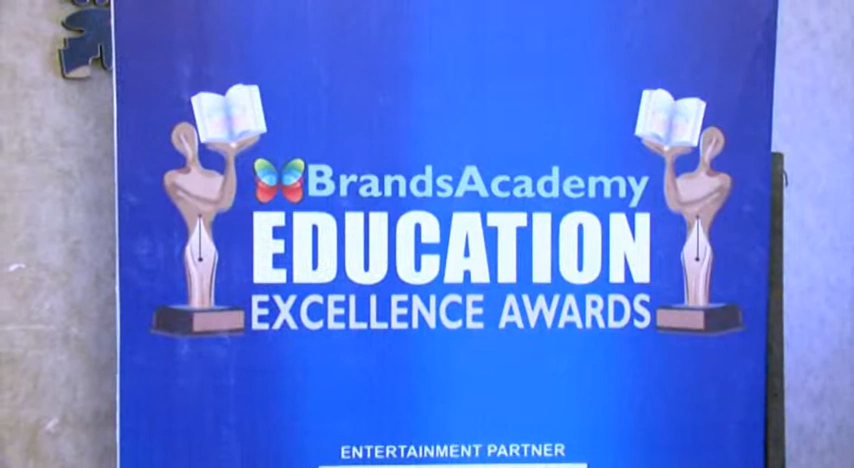 BrandsAcademy
EDUCATION
EXCELLENCE AWARDS
ENTERTAINMENT PARTNER